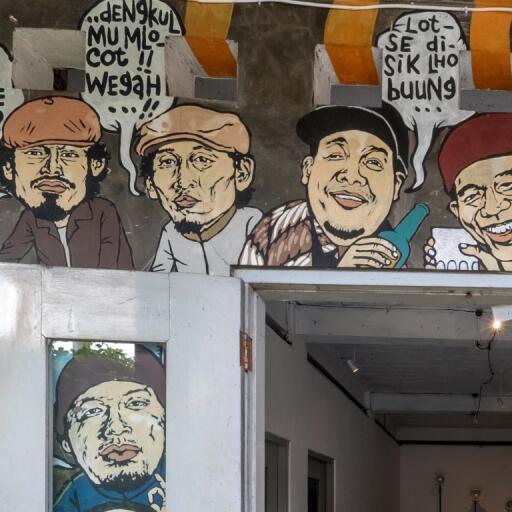 ..dENgKUL
MU MLO
COT !!
WEgAH
...!!
LOT-
SE di-
SIK LHO
BUUNg
...